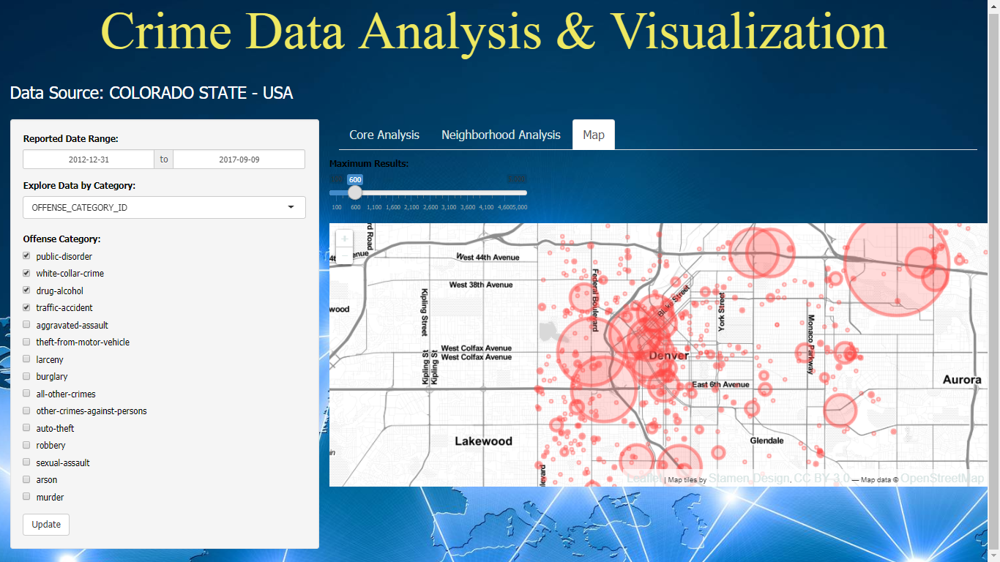 Crime Data Analysis & Visualization
Data Source: COLORADO STATE - USA
Reported Date Range:
2012-12-31 to 2017-09-09
Explore Data by Category:
OFFENSE_CATEGORY_ID
Offense Category:
public-disorder
white-collar-crime
drug-alcohol
traffic-accident
aggravated-assault
theft-from-motor-vehicle
larceny
burglary
all-other-crimes
other-crimes-against-persons
auto-theft
robbery
sexual-assault
arson
murder
Update
Core Analysis Neighborhood Analysis Map
Maximum Results:
600
100 600 1,100 1,600 2,100 2,600 3,100 3,600 4,100 4,600 5,000
+
−
rd Road
4t
enue
West 44th Avenue
West 38th Avenue
Federal Boulevard
Blake Street
York Street
Kipling Street
wood
Monaco Parkway
West Colfax Avenue
West Colfax Avenue
Kipling St
Kipling St
Denver
East 6th Avenue
Aurora
Lakewood
Glendale
in
levard
Leaflet | Map tiles by Stamen Design, CC BY 3.0 — Map data © OpenStreetMap